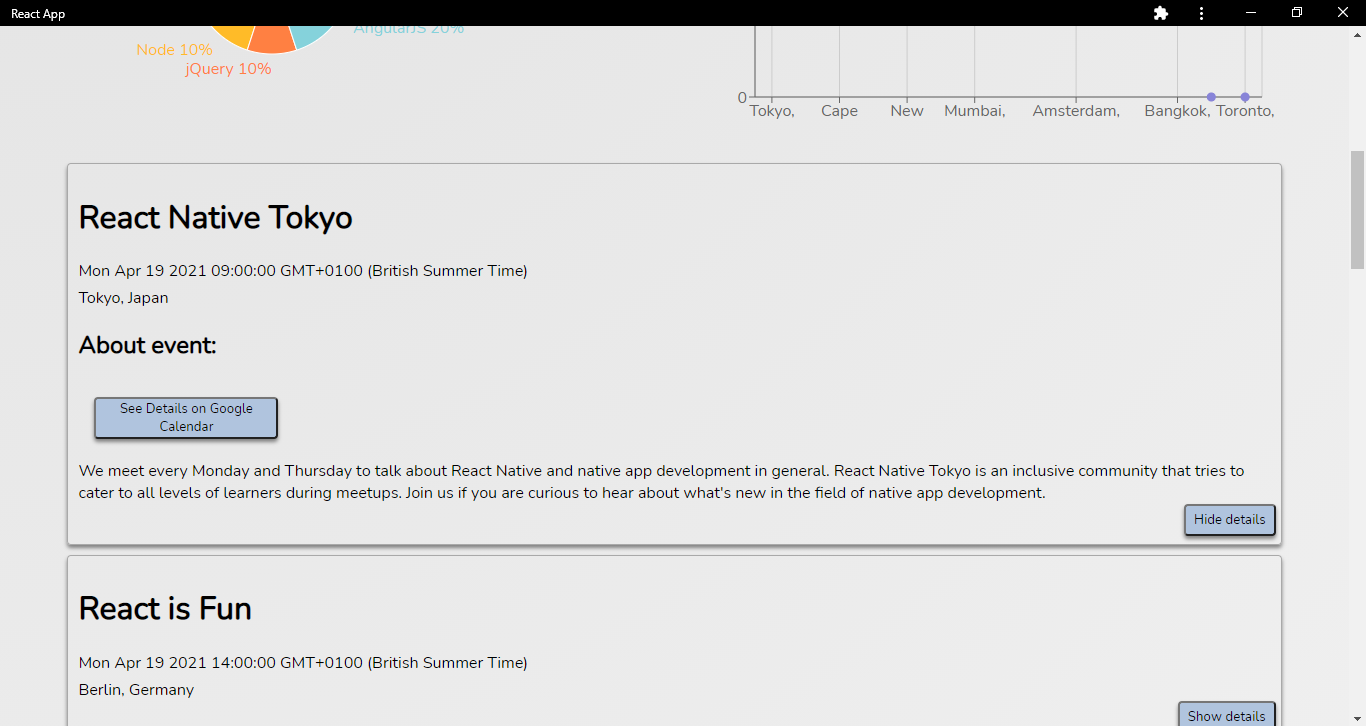 React App
AngularJS 20%
Node 10%
jQuery 10%
0
Tokyo, Cape New Mumbai, Amsterdam, Bangkok, Toronto,
React Native Tokyo
Mon Apr 19 2021 09:00:00 GMT+0100 (British Summer Time)
Tokyo, Japan
About event:
See Details on Google
Calendar
We meet every Monday and Thursday to talk about React Native and native app development in general. React Native Tokyo is an inclusive community that tries to
cater to all levels of learners during meetups. Join us if you are curious to hear about what's new in the field of native app development.
Hide details
React is Fun
Mon Apr 19 2021 14:00:00 GMT+0100 (British Summer Time)
Berlin, Germany
Show details